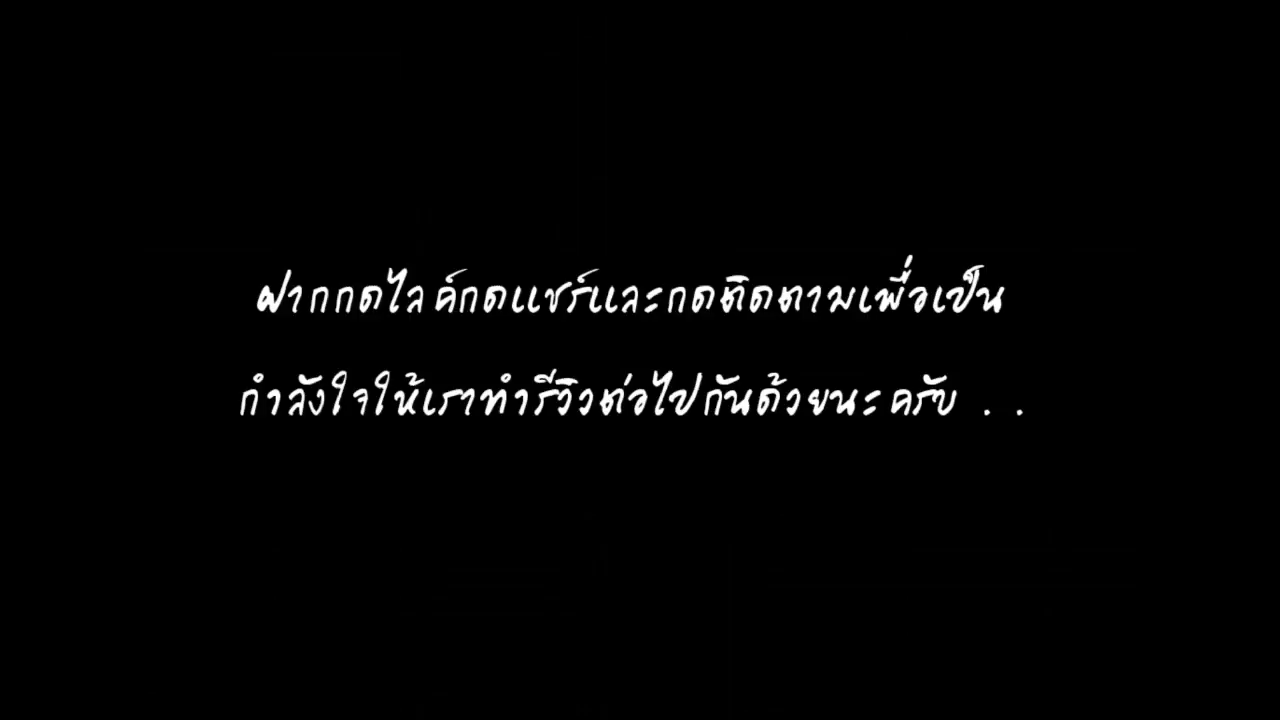 ฝากกดไลค์กดแชร์และกดติดตามเพื่อเป็น
กำลังใจให้เราทำรีวิวต่อไปกันด้วยนะครับ . .